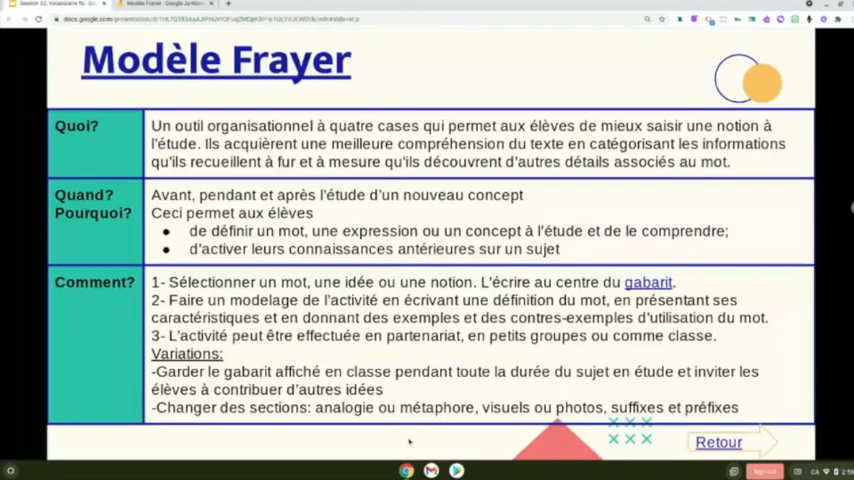 Modèle Frayer - Google Jamboard
Modèle Frayer
Quoi?
Un outil organisationnel à quatre cases qui permet aux élèves de mieux saisir une notion à
l'étude. Ils acquièrent une meilleure compréhension du texte en catégorisant les informations
qu'ils recueillent à fur et à mesure qu'ils découvrent d'autres détails associés au mot.
Quand?
Pourquoi?
Avant, pendant et après l'étude d'un nouveau concept
Ceci permet aux élèves
● de définir un mot, une expression ou un concept à l'étude et de le comprendre;
● d'activer leurs connaissances antérieures sur un sujet
Comment?
1- Sélectionner un mot, une idée ou une notion. L'écrire au centre du gabarit.
2- Faire un modelage de l'activité en écrivant une définition du mot, en présentant ses
caractéristiques et en donnant des exemples et des contres-exemples d'utilisation du mot.
3- L'activité peut être effectuée en partenariat, en petits groupes ou comme classe.
Variations:
-Garder le gabarit affiché en classe pendant toute la durée du sujet en étude et inviter les
élèves à contribuer d'autres idées
-Changer des sections: analogie ou métaphore, visuels ou photos, suffixes et préfixes
Retour
Sign out
CA